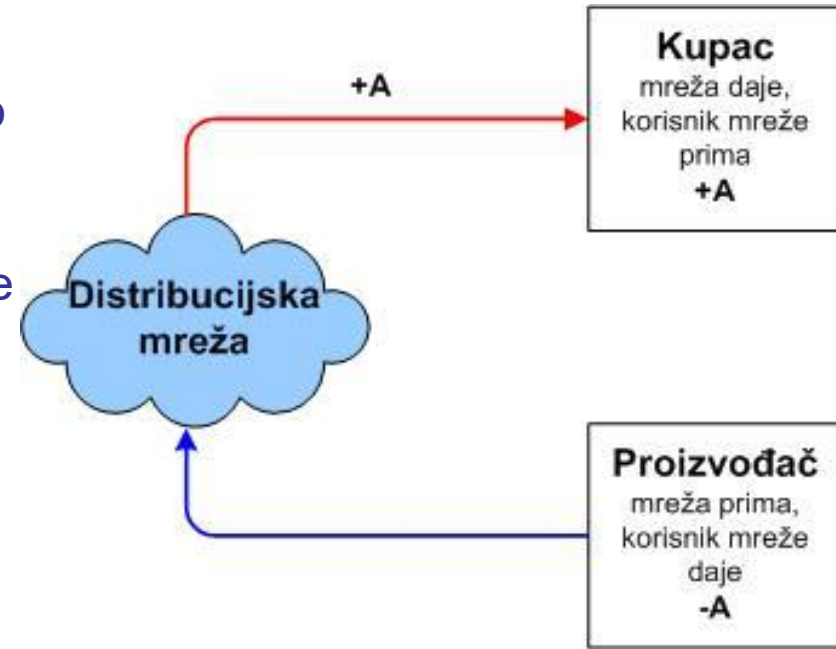 Kupac
mreža daje,
korisnik mreže
prima
+A
+A
Distribucijska
mreža
Proizvođač
mreža prima,
korisnik mreže
daje
-A
e